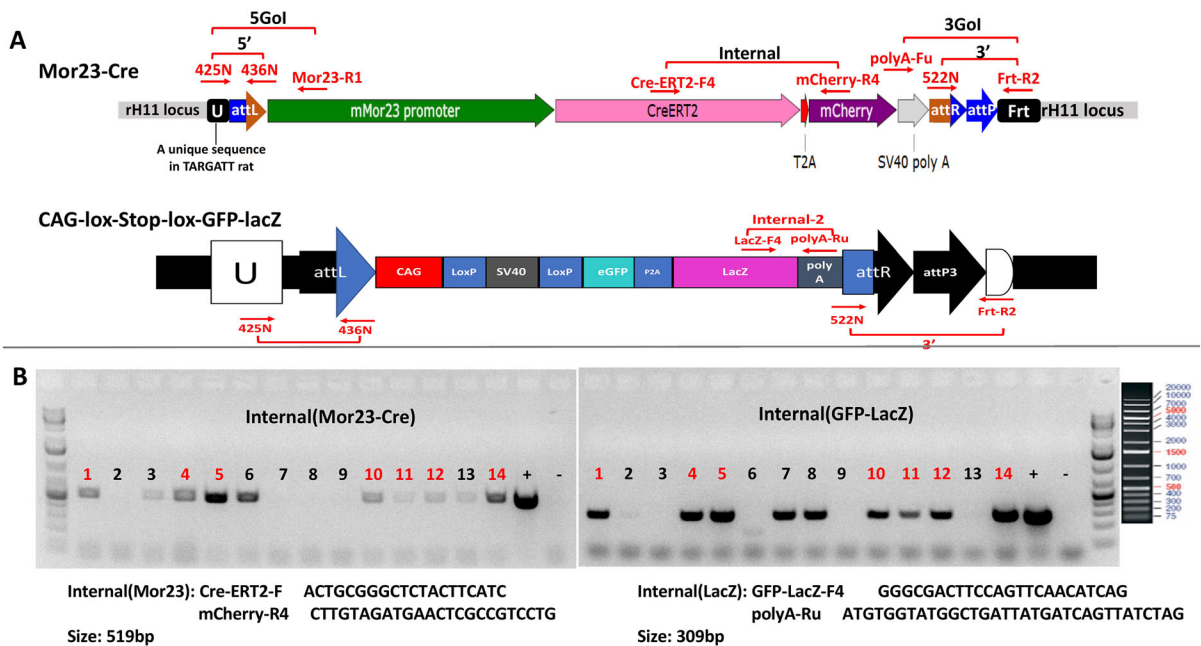 A
Mor23-Cre
5GoI
5'
425N
436N
Mor23-R1
Internal
Cre-ERT2-F4
mCherry-R4
3GoI
polyA-Fu
3'
522N
Frt-R2
rH11 locus
U
attL
mMor23 promoter
CreERT2
mCherry
attR
attP
Frt
rH11 locus
A unique sequence
in TARGATT rat
T2A
SV40 poly A
CAG-lox-Stop-lox-GFP-lacZ
Internal-2
LacZ-F4
polyA-Ru
U
attL
CAG
LoxP
SV40
LoxP
eGFP
P2A
LacZ
poly
A
attR
attP3
425N
436N
522N
Frt-R2
3'
B
Internal(Mor23-Cre)
1 2 3 4 5 6 7 8 9 10 11 12 13 14 + -
Internal(GFP-LacZ)
1 2 3 4 5 6 7 8 9 10 11 12 13 14 + -
20000
10000
7000
5000
4000
3000
2000
1500
1000
700
500
400
300
200
75
Internal(Mor23): Cre-ERT2-F ACTGCGGGCTCTACTTCATC
mCherry-R4 CTTGTAGATGAACTCGCCGTCCTG
Size: 519bp
Internal(LacZ): GFP-LacZ-F4 GGGCGACTTCCAGTTCAACATCAG
polyA-Ru ATGTGGTATGGCTGATTATGATCAGTTATCTAG
Size: 309bp